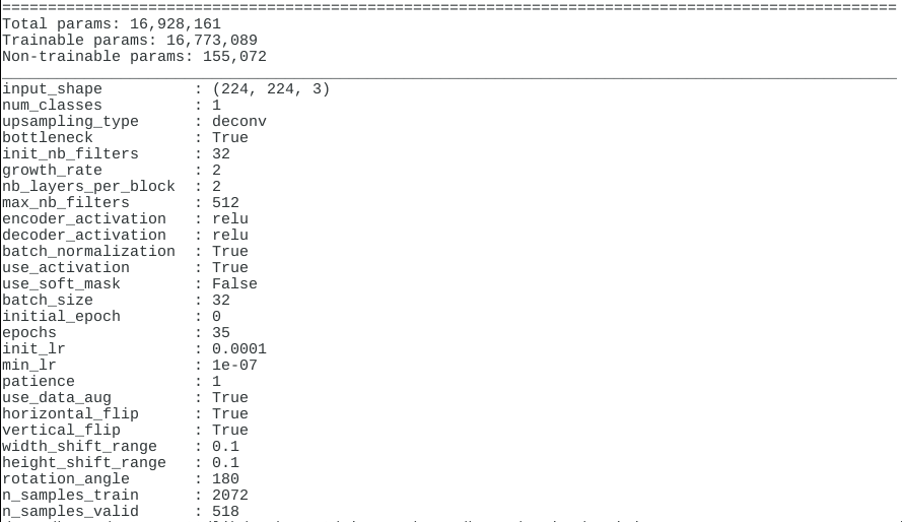 ==================================================================================================
Total params: 16,928,161
Trainable params: 16,773,089
Non-trainable params: 155,072
__________________________________________________________________________________________________
input_shape          : (224, 224, 3)
num_classes          : 1
upsampling_type      : deconv
bottleneck           : True
init_nb_filters      : 32
growth_rate          : 2
nb_layers_per_block  : 2
max_nb_filters       : 512
encoder_activation   : relu
decoder_activation   : relu
batch_normalization  : True
use_activation       : True
use_soft_mask        : False
batch_size           : 32
initial_epoch        : 0
epochs               : 35
init_lr              : 0.0001
min_lr               : 1e-07
patience             : 1
use_data_aug         : True
horizontal_flip      : True
vertical_flip        : True
width_shift_range    : 0.1
height_shift_range   : 0.1
rotation_angle       : 180
n_samples_train      : 2072
n_samples_valid      : 518